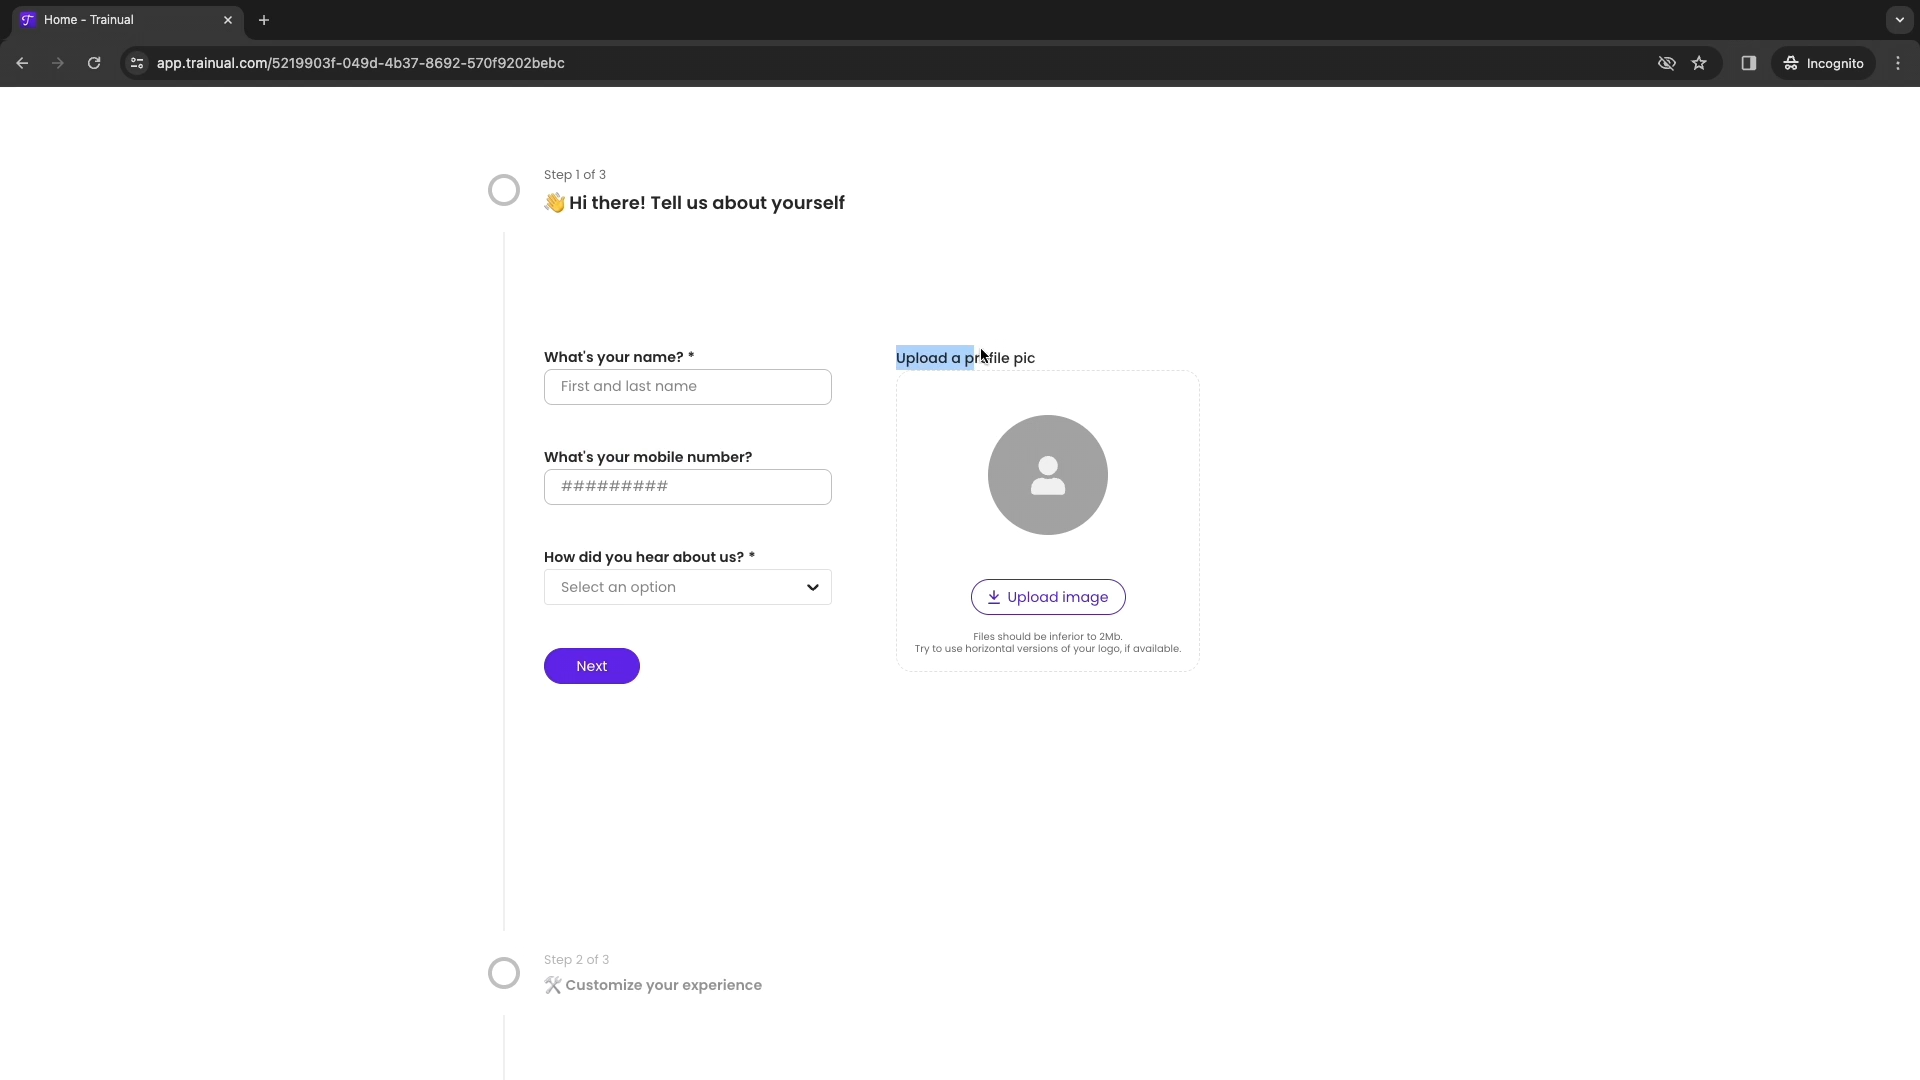 Home - Trainual
app.trainual.com/5219903f-049d-4b37-8692-570f9202bebc
Incognito
Step 1 of 3
👋 Hi there! Tell us about yourself
What's your name? *
First and last name
What's your mobile number?
#########
How did you hear about us? *
Select an option
Next
Upload a profile pic
Upload image
Files should be inferior to 2Mb.
Try to use horizontal versions of your logo, if available.
Step 2 of 3
🛠 Customize your experience